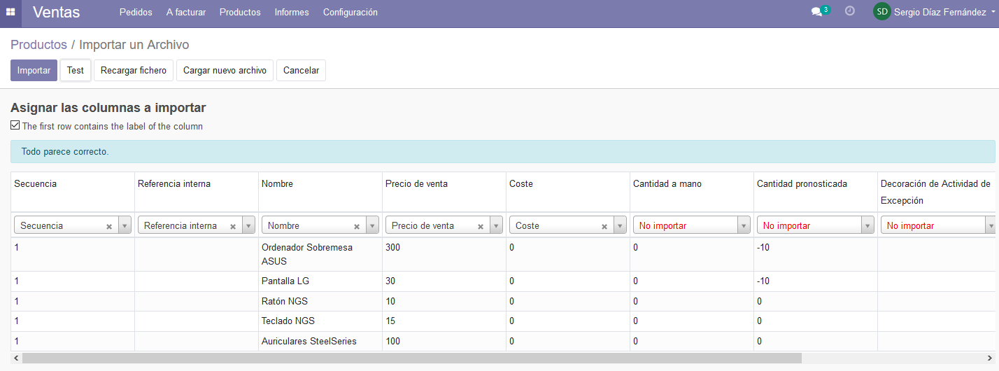 Ventas Pedidos A facturar Productos Informes Configuración 3 SD Sergio Díaz Fernández
Productos / Importar un Archivo
Importar Test Recargar fichero Cargar nuevo archivo Cancelar
Asignar las columnas a importar
The first row contains the label of the column
Todo parece correcto.
Secuencia Referencia interna Nombre Precio de venta Coste Cantidad a mano Cantidad pronosticada Decoración de Actividad de
Excepción
Secuencia Referencia interna Nombre Precio de venta Coste No importar No importar No importar
1 Ordenador Sobremesa 300 0 0 -10
ASUS
1 Pantalla LG 30 0 0 -10
1 Ratón NGS 10 0 0 0
1 Teclado NGS 15 0 0 0
1 Auriculares SteelSeries 100 0 0 0